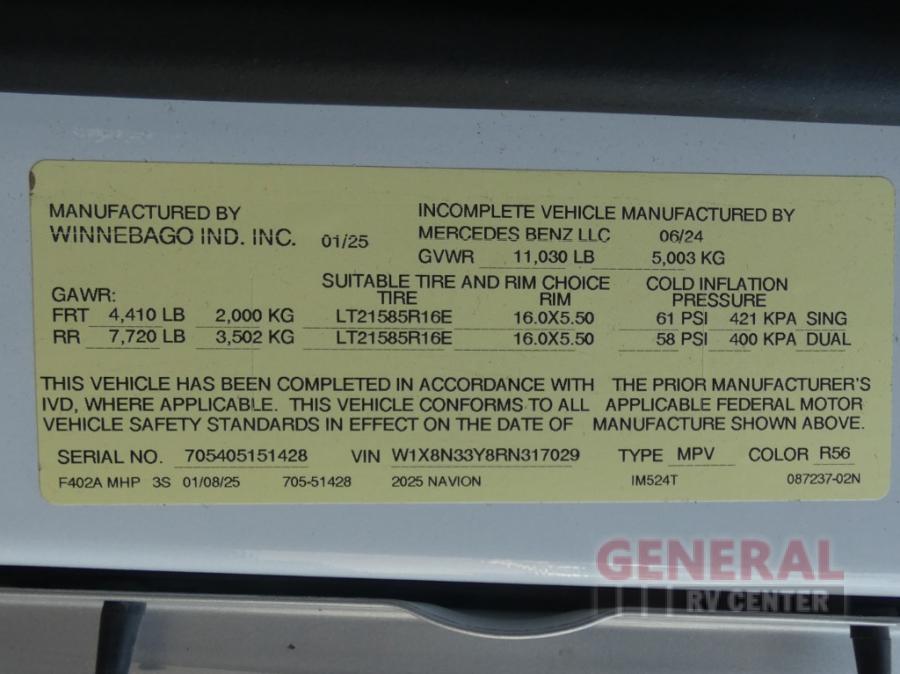 MANUFACTURED BY INCOMPLETE VEHICLE MANUFACTURED BY
WINNEBAGO IND. INC. 01/25 MERCEDES BENZ LLC 06/24
GVWR 11,030 LB 5,003 KG
SUITABLE TIRE AND RIM CHOICE COLD INFLATION
GAWR: TIRE RIM PRESSURE
FRT 4,410 LB 2,000 KG LT21585R16E 16.0X5.50 61 PSI 421 KPA SING
RR 7,720 LB 3,502 KG LT21585R16E 16.0X5.50 58 PSI 400 KPA DUAL
THIS VEHICLE HAS BEEN COMPLETED IN ACCORDANCE WITH THE PRIOR MANUFACTURER'S
IVD, WHERE APPLICABLE. THIS VEHICLE CONFORMS TO ALL APPLICABLE FEDERAL MOTOR
VEHICLE SAFETY STANDARDS IN EFFECT ON THE DATE OF MANUFACTURE SHOWN ABOVE.
SERIAL NO. 705405151428 VIN W1X8N33Y8RN317029 TYPE MPV COLOR R56
F402A MHP 3S 01/08/25 705-51428 2025 NAVION IM524T 087237-02N
GENERAL
RV CENTER